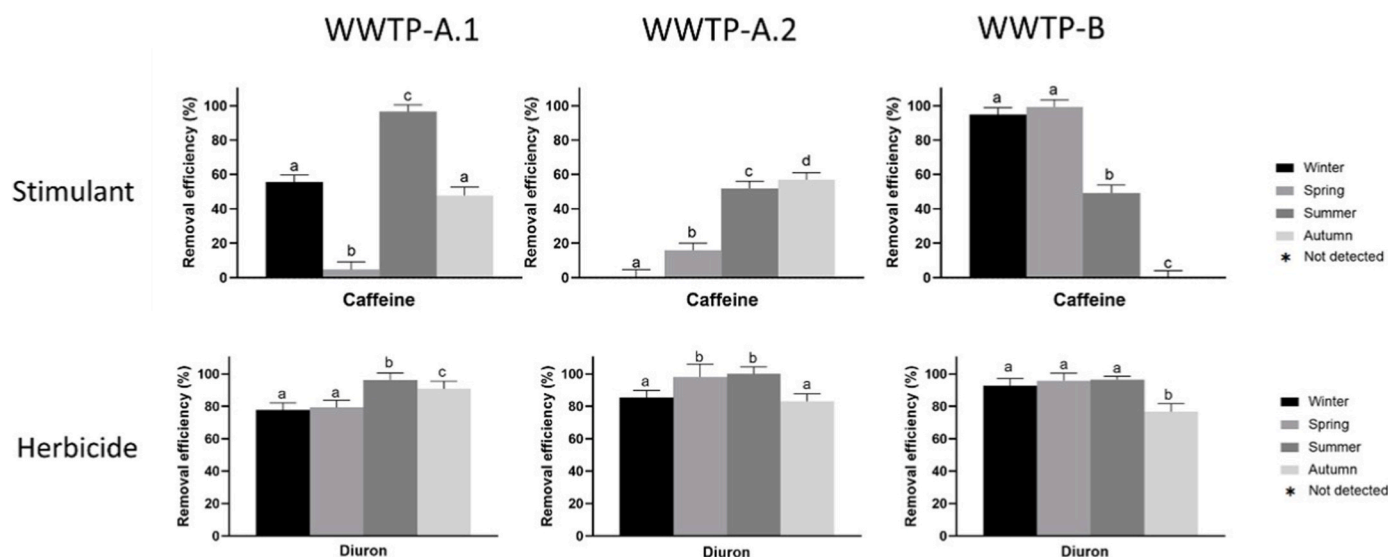 WWTP-A.1 WWTP-A.2 WWTP-B
Stimulant
Removal efficiency (%)
100
80
60
40
20
0
a
b
c
a
Caffeine
Removal efficiency (%)
100
80
60
40
20
0
a
b
c
d
Caffeine
Removal efficiency (%)
100
80
60
40
20
0
a
a
b
c
Caffeine
Winter
Spring
Summer
Autumn
* Not detected
Herbicide
Removal efficiency (%)
100
80
60
40
20
0
a
a
b
c
Diuron
Removal efficiency (%)
100
80
60
40
20
0
a
b
b
a
Diuron
Removal efficiency (%)
100
80
60
40
20
0
a
a
a
b
Diuron
Winter
Spring
Summer
Autumn
* Not detected